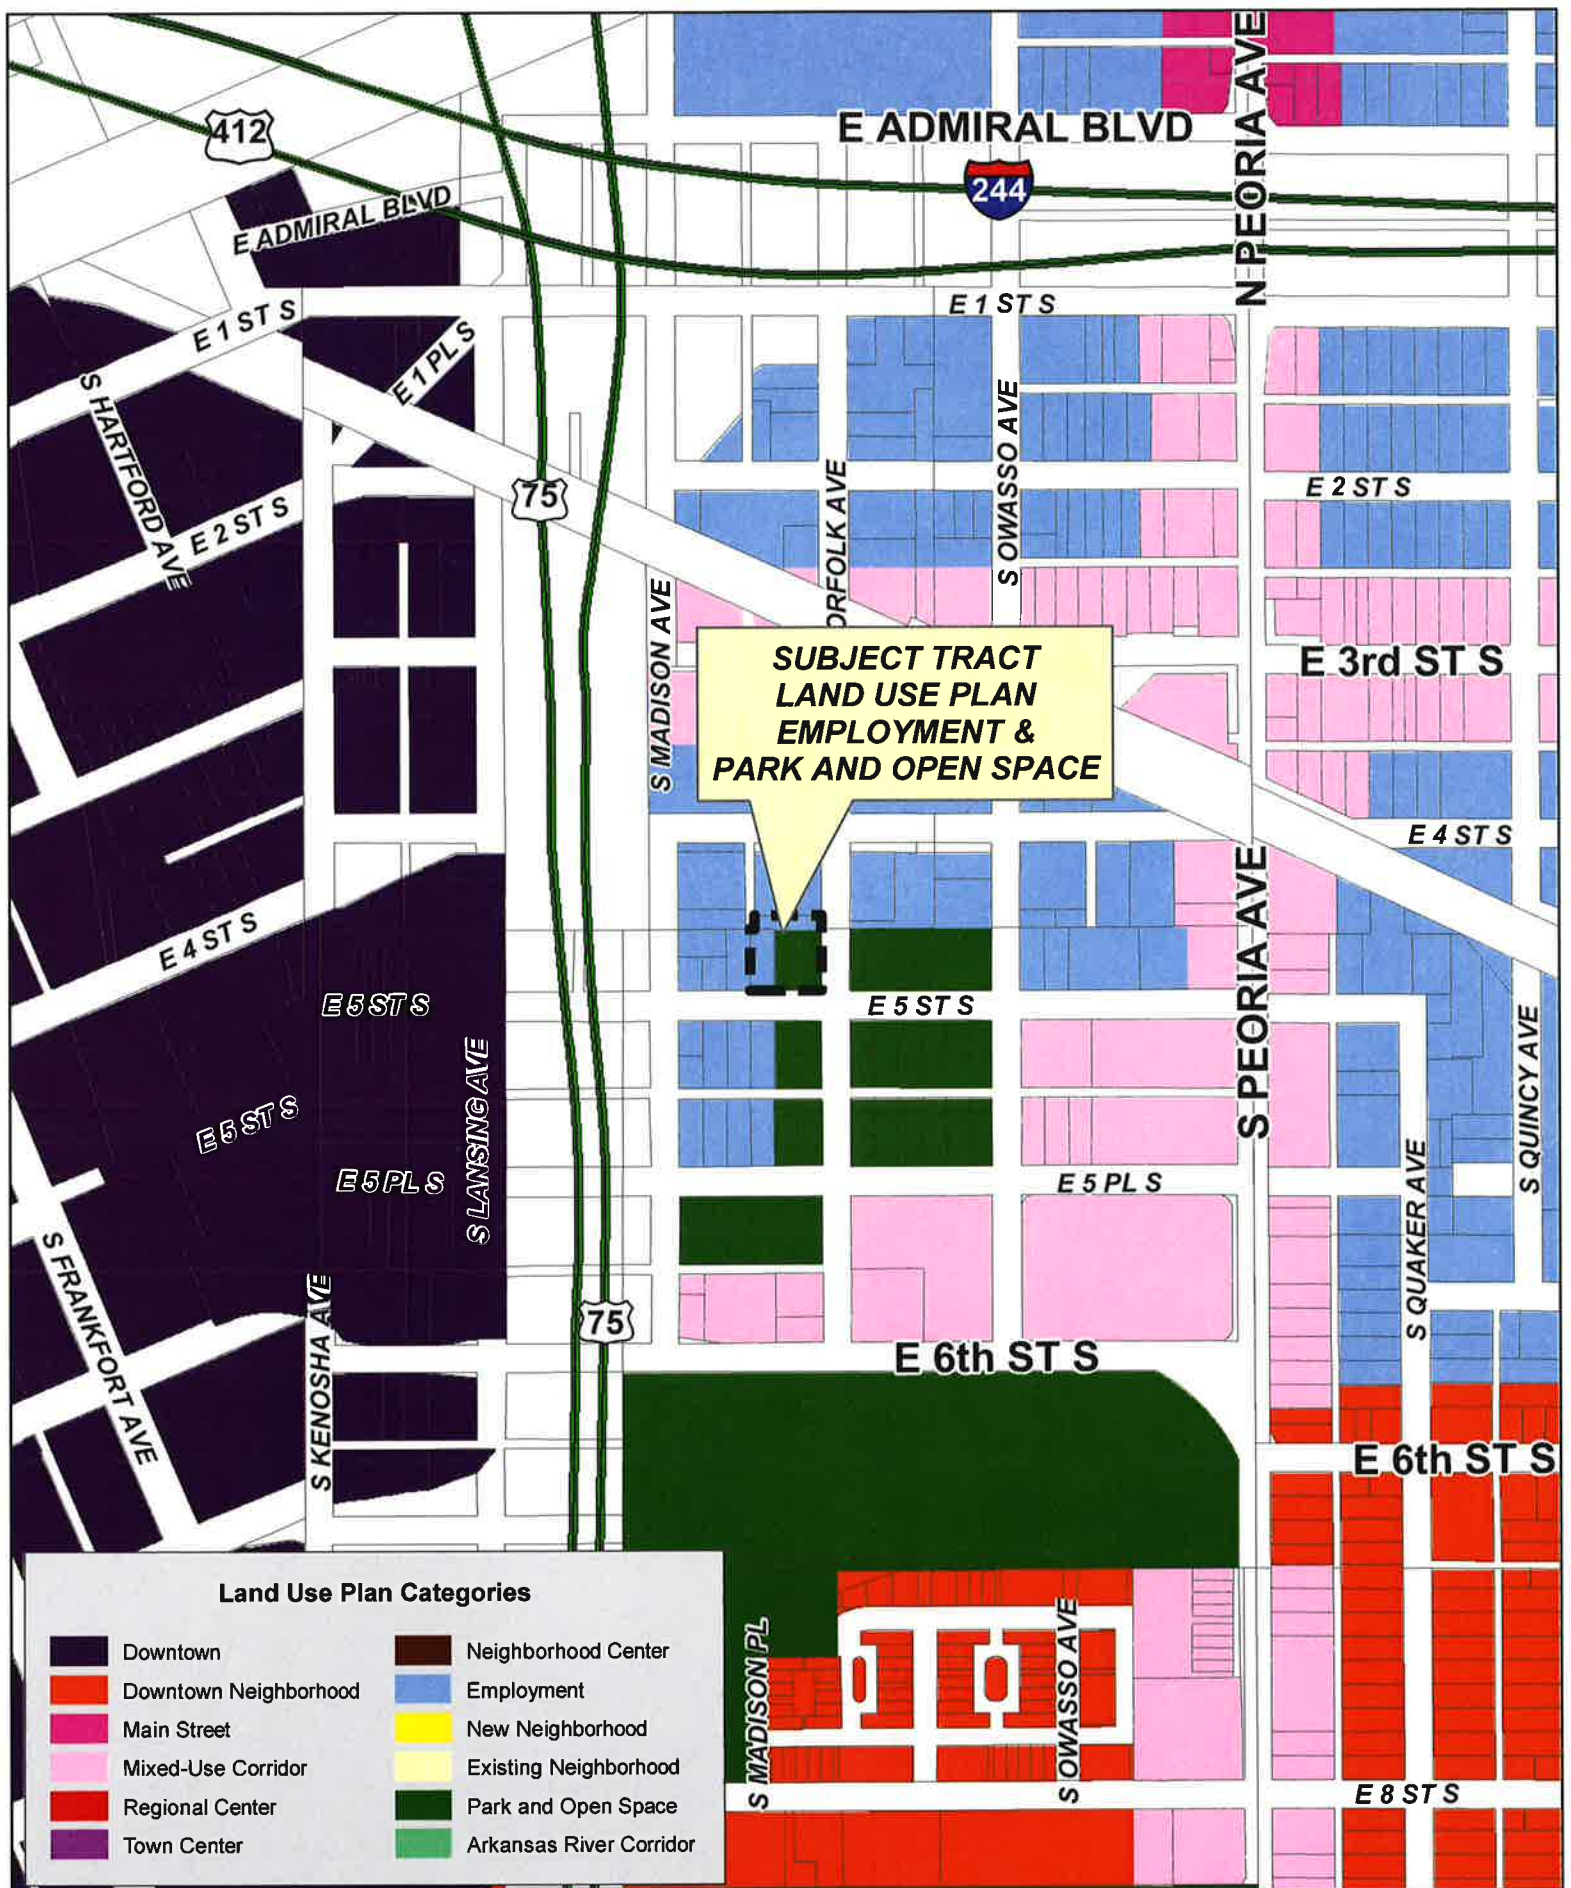 E ADMIRAL BLVD
N PEORIA AVE
412
244
E ADMIRAL BLVD
E 1 ST S
E 1 ST S
E 1 PL S
S HARTFORD AVE
S OWASSO AVE
75
E 2 ST S
E 2 ST S
ORFOLK AVE
S MADISON AVE
SUBJECT TRACT
LAND USE PLAN
EMPLOYMENT &
PARK AND OPEN SPACE
E 3rd ST S
E 4 ST S
E 4 ST S
S PEORIA AVE
E 5 ST S
E 5 ST S
S LANSING AVE
S QUINCY AVE
E 5 ST S
E 5 PL S
E 5 PL S
S QUAKER AVE
S FRANKFORT AVE
S KENOSHA AVE
75
E 6th ST S
E 6th ST S
S MADISON PL
S OWASSO AVE
E 8 ST S
Land Use Plan Categories
Downtown
Downtown Neighborhood
Main Street
Mixed-Use Corridor
Regional Center
Town Center
Neighborhood Center
Employment
New Neighborhood
Existing Neighborhood
Park and Open Space
Arkansas River Corridor